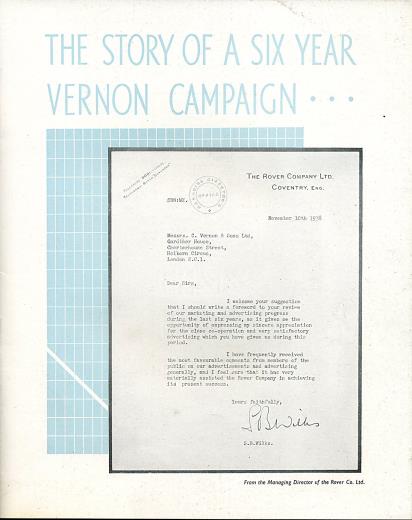 THE STORY OF A SIX YEAR
VERNON CAMPAIGN • • •
THE ROVER COMPANY LTD.
COVENTRY, ENG.
November 10th 1938
Messrs. C. Vernon & Sons Ltd,
Gardiner House,
Charterhouse Street,
Holborn Circus,
London E.C.1.
Dear Sirs,
I welcome your suggestion
that I should write a foreword to your review
of our marketing and advertising progress
during the last six years, as it gives me the
opportunity of expressing my sincere appreciation
for the close co-operation and very satisfactory
advertising which you have given us during this
period.
I have frequently received
the most favourable comments from members of the
public on our advertisements and advertising
generally, and I feel sure that it has very
materially assisted the Rover Company in achieving
its present success.
Yours faithfully,
S B Wilks
S.B.Wilks.
From the Managing Director of the Rover Co. Ltd.